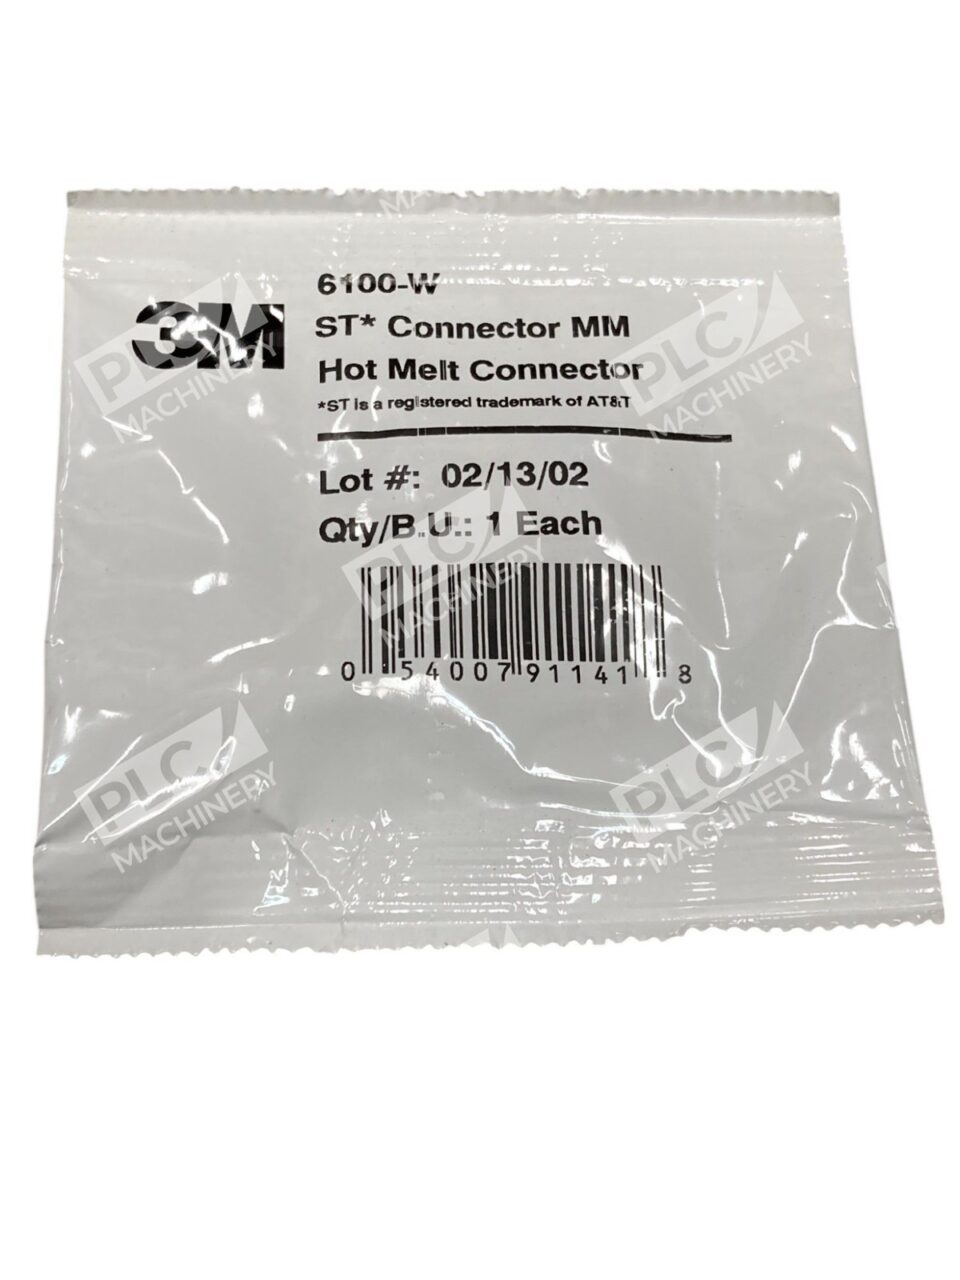 3M
6100-W
ST* Connector MM
Hot Melt Connector
*ST is a registered trademark of AT&T
Lot #: 02/13/02
Qty/B.U.: 1 Each
0 54007 91141 8
PLC MACHINERY
PLC MACHINERY
PLC MACHINERY
PLC MACHINERY
PLC MACHINERY